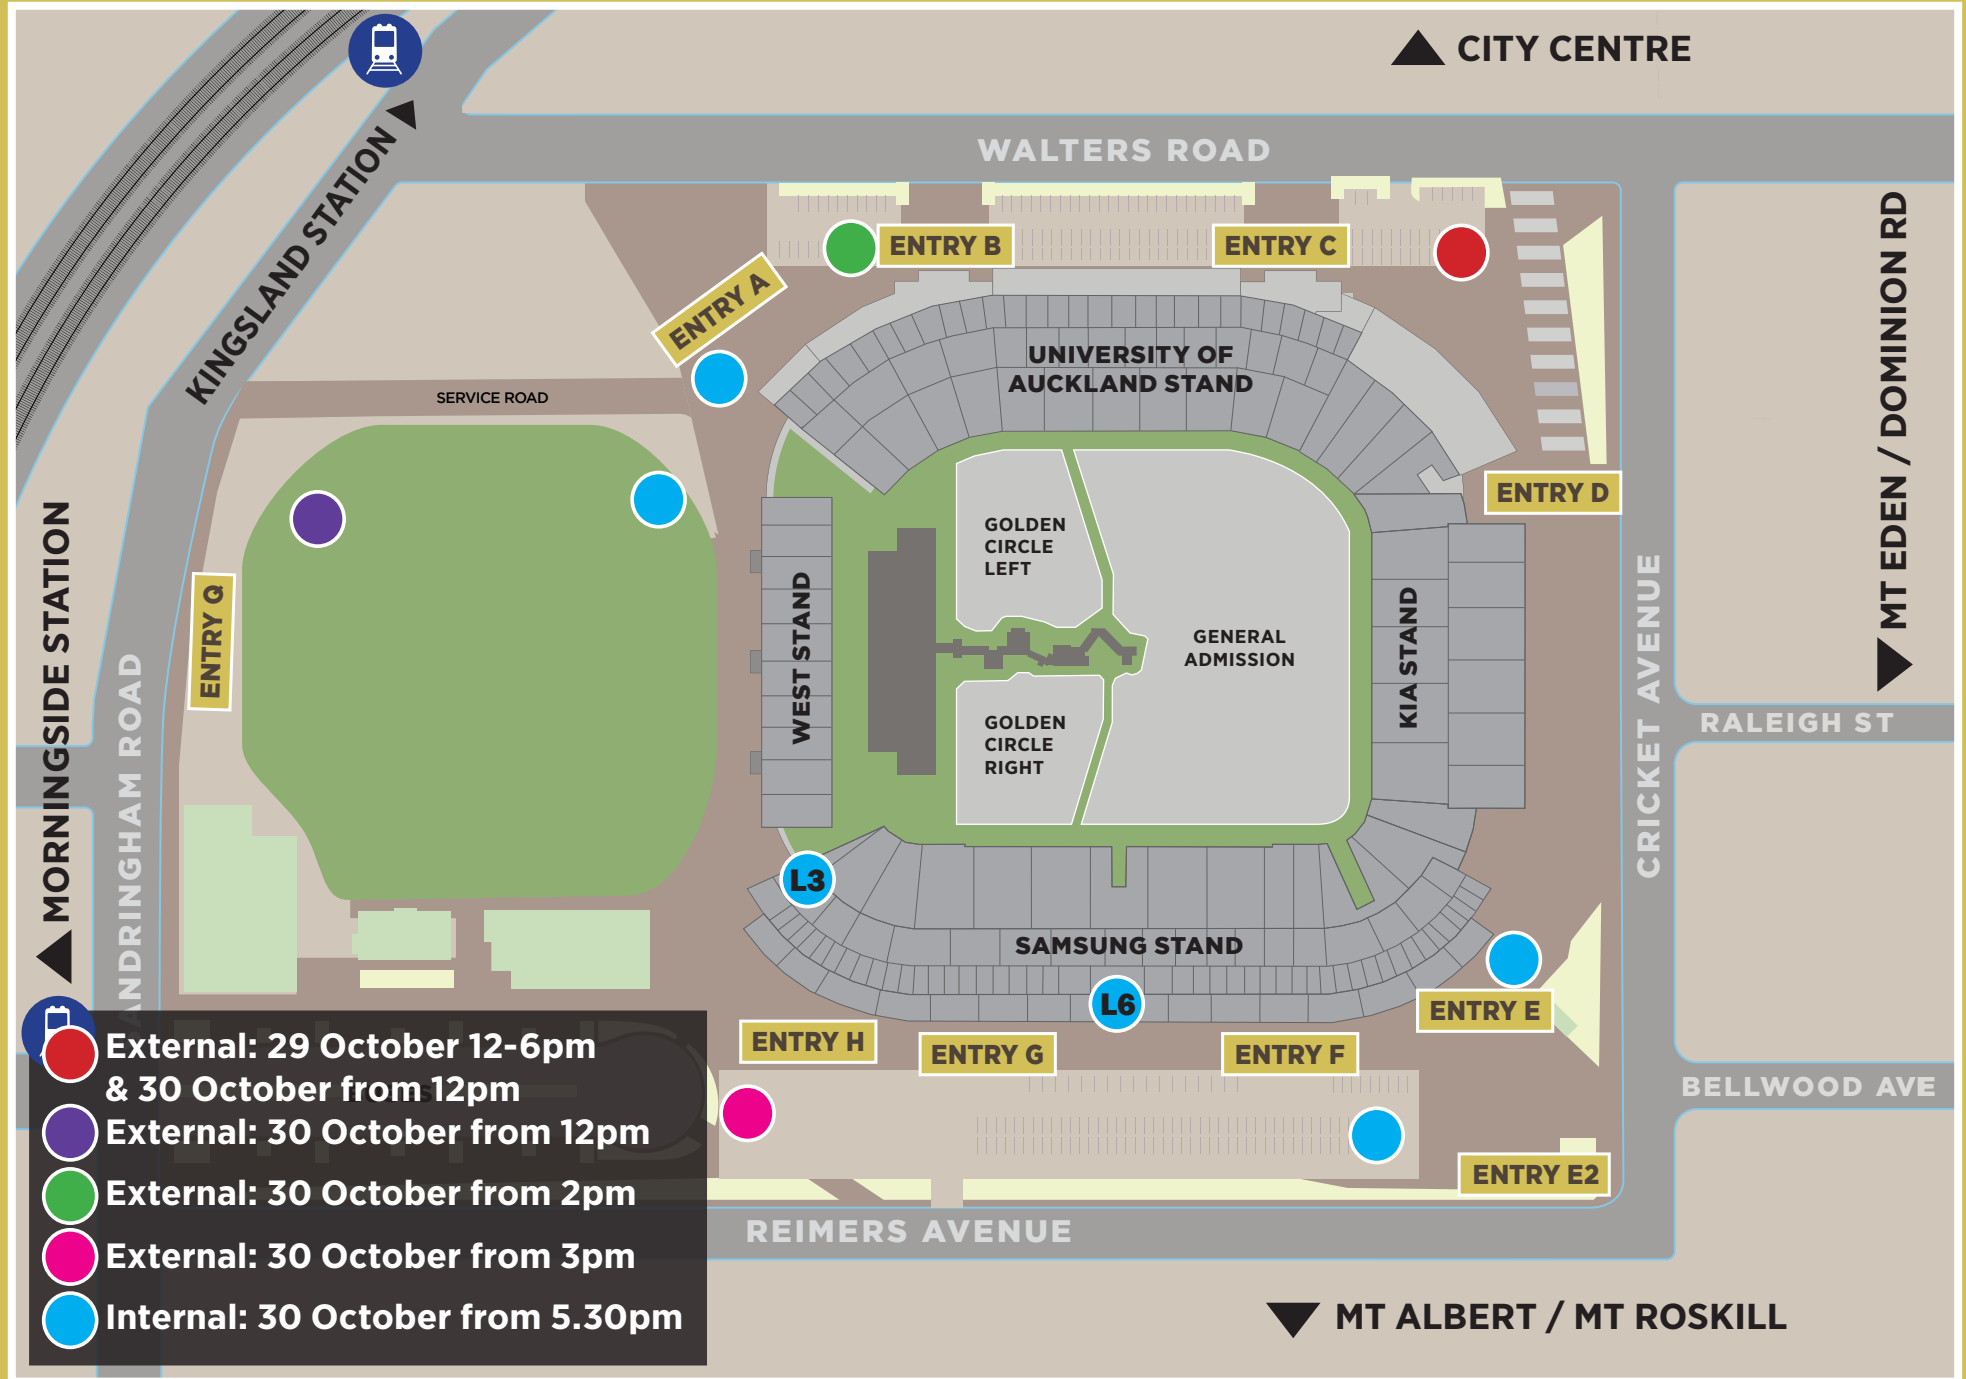 CITY CENTRE
WALTERS ROAD
KINGSLAND STATION
ENTRY A
ENTRY B
ENTRY C
SERVICE ROAD
UNIVERSITY OF
AUCKLAND STAND
MT EDEN / DOMINION RD
ENTRY D
GOLDEN
CIRCLE
LEFT
MORNINGSIDE STATION
ENTRY Q
WEST STAND
GENERAL
ADMISSION
KIA STAND
CRICKET AVENUE
RALEIGH ST
GOLDEN
CIRCLE
RIGHT
ANDRINGHAM ROAD
L3
SAMSUNG STAND
L6
ENTRY E
ENTRY H
ENTRY G
ENTRY F
BELLWOOD AVE
ENTRY E2
REIMERS AVENUE
MT ALBERT / MT ROSKILL
External: 29 October 12-6pm
& 30 October from 12pm
External: 30 October from 12pm
External: 30 October from 2pm
External: 30 October from 3pm
Internal: 30 October from 5.30pm